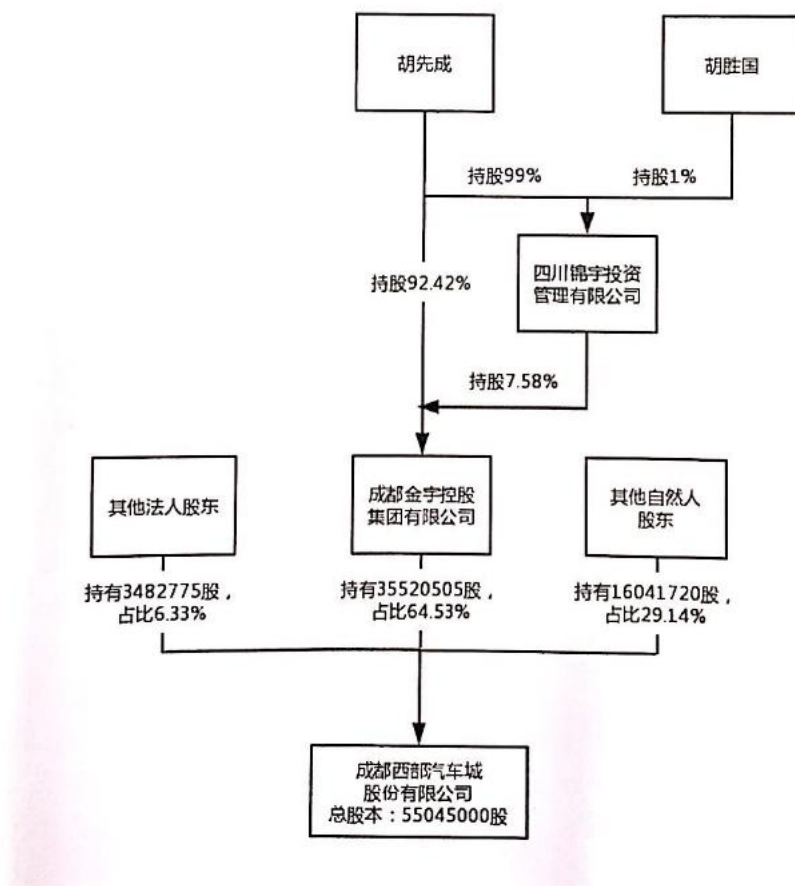 胡先成
胡胜国
持股99%
持股1%
四川锦宇投资
管理有限公司
持股92.42%
持股7.58%
其他法人股东
成都金宇控股
集团有限公司
其他自然人
股东
持有3482775股，
占比6.33%
持有35520505股，
占比64.53%
持有16041720股，
占比29.14%
成都西部汽车城
股份有限公司
总股本：55045000股